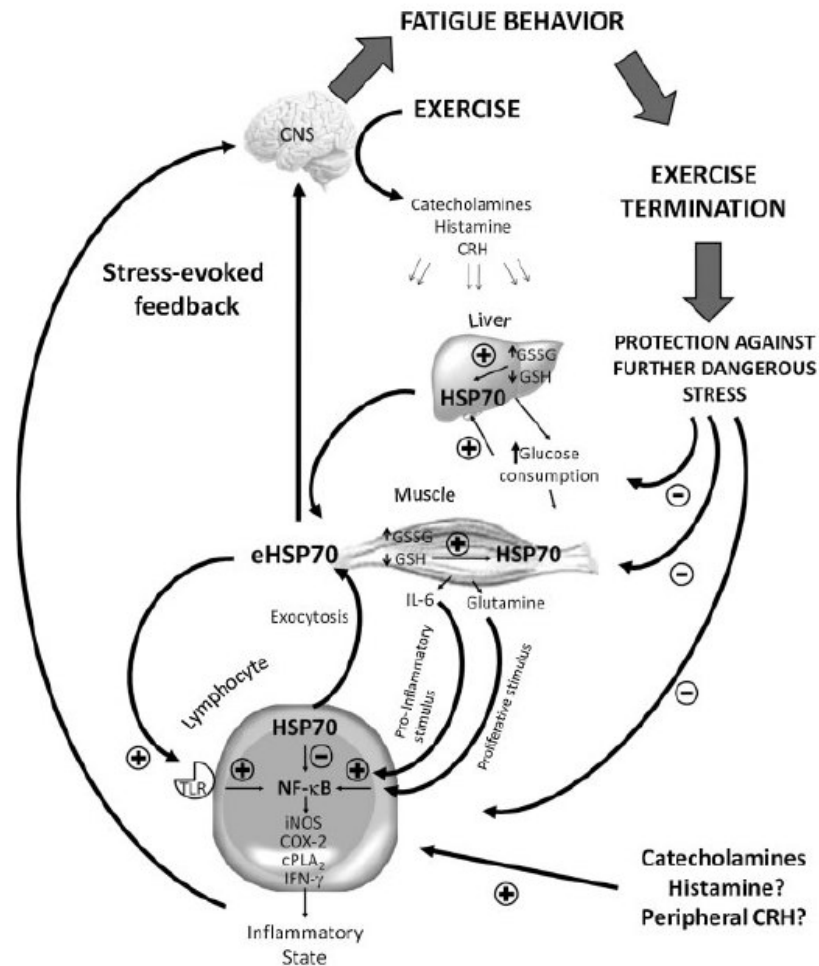 FATIGUE BEHAVIOR
EXERCISE
CNS
Catecholamines
Histamine
CRH
EXERCISE
TERMINATION
Stress-evoked
feedback
Liver
GSSG
GSH
HSP70
PROTECTION AGAINST
FURTHER DANGEROUS
STRESS
Glucose
consumption
Muscle
GSSG
GSH
HSP70
eHSP70
IL-6
Glutamine
Exocytosis
Lymphocyte
Pro-Inflammatory
stimulus
Proliferative stimulus
HSP70
TLR
NF-κB
iNOS
COX-2
cPLA₂
IFN-γ
Inflammatory
State
Catecholamines
Histamine?
Peripheral CRH?